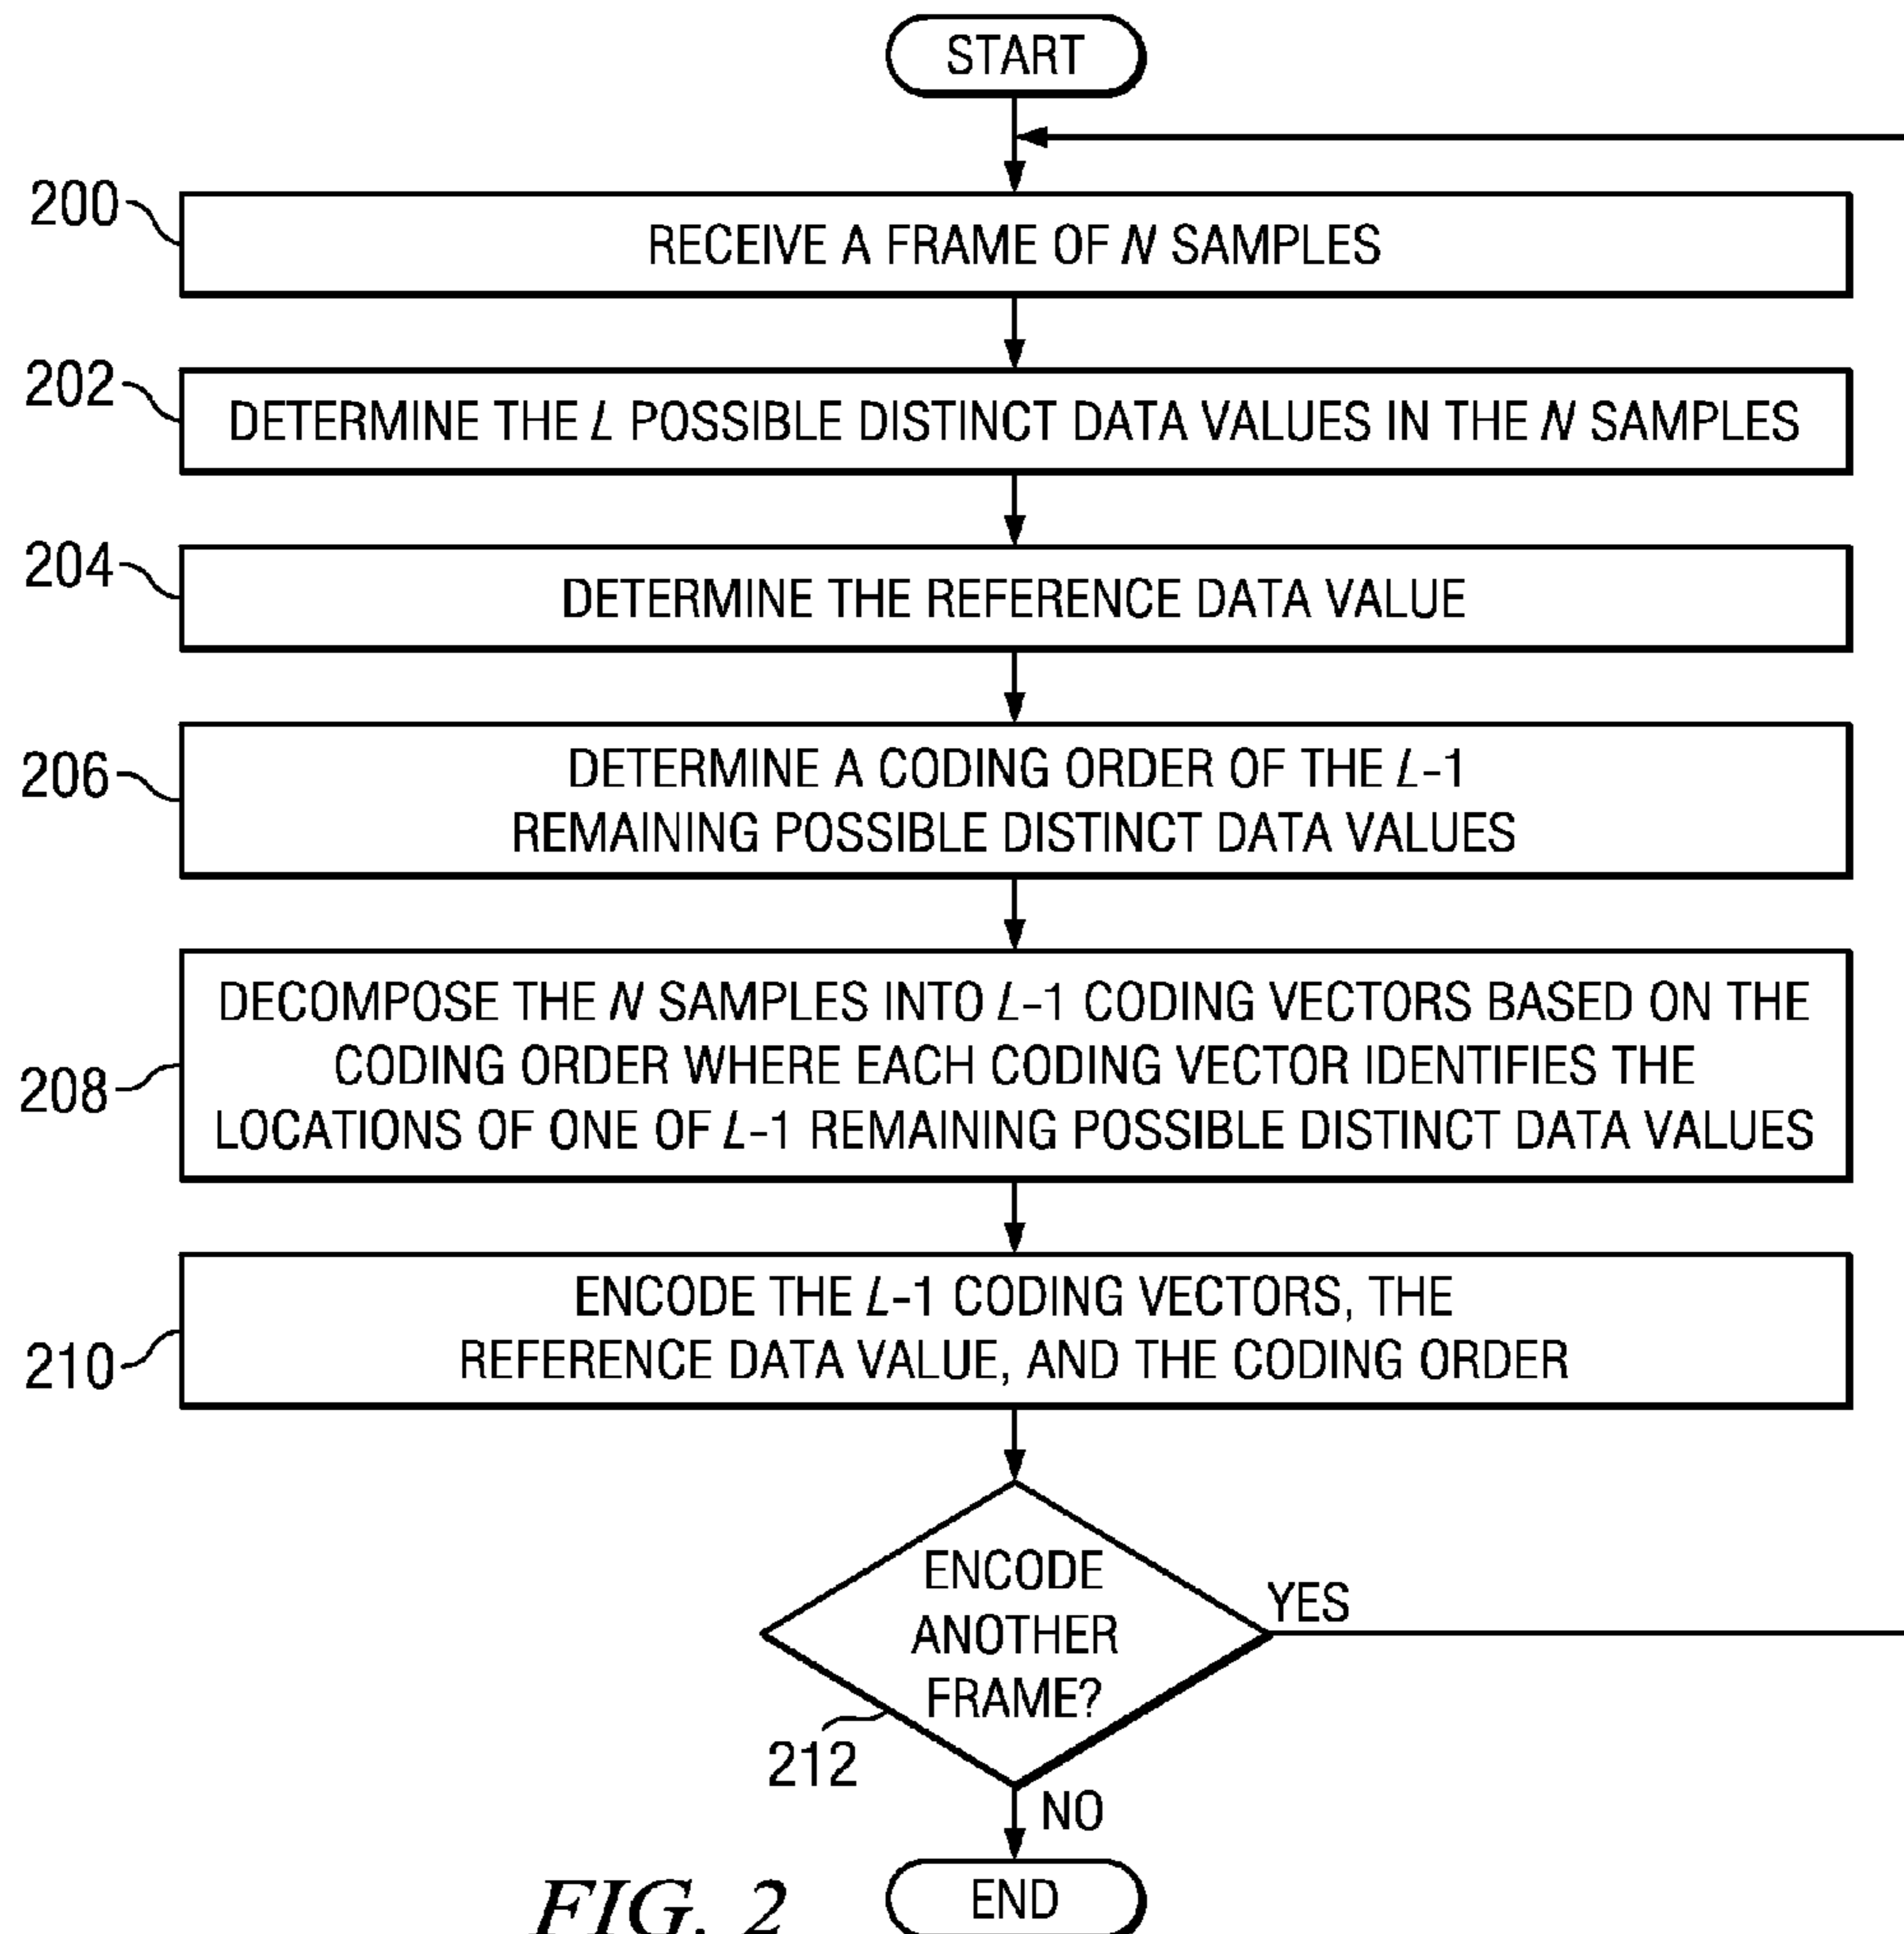 START
200
RECEIVE A FRAME OF N SAMPLES
202
DETERMINE THE L POSSIBLE DISTINCT DATA VALUES IN THE N SAMPLES
204
DETERMINE THE REFERENCE DATA VALUE
206
DETERMINE A CODING ORDER OF THE L-1
REMAINING POSSIBLE DISTINCT DATA VALUES
208
DECOMPOSE THE N SAMPLES INTO L-1 CODING VECTORS BASED ON THE
CODING ORDER WHERE EACH CODING VECTOR IDENTIFIES THE
LOCATIONS OF ONE OF L-1 REMAINING POSSIBLE DISTINCT DATA VALUES
210
ENCODE THE L-1 CODING VECTORS, THE
REFERENCE DATA VALUE, AND THE CODING ORDER
ENCODE
ANOTHER
FRAME?
YES
212
NO
FIG. 2
END